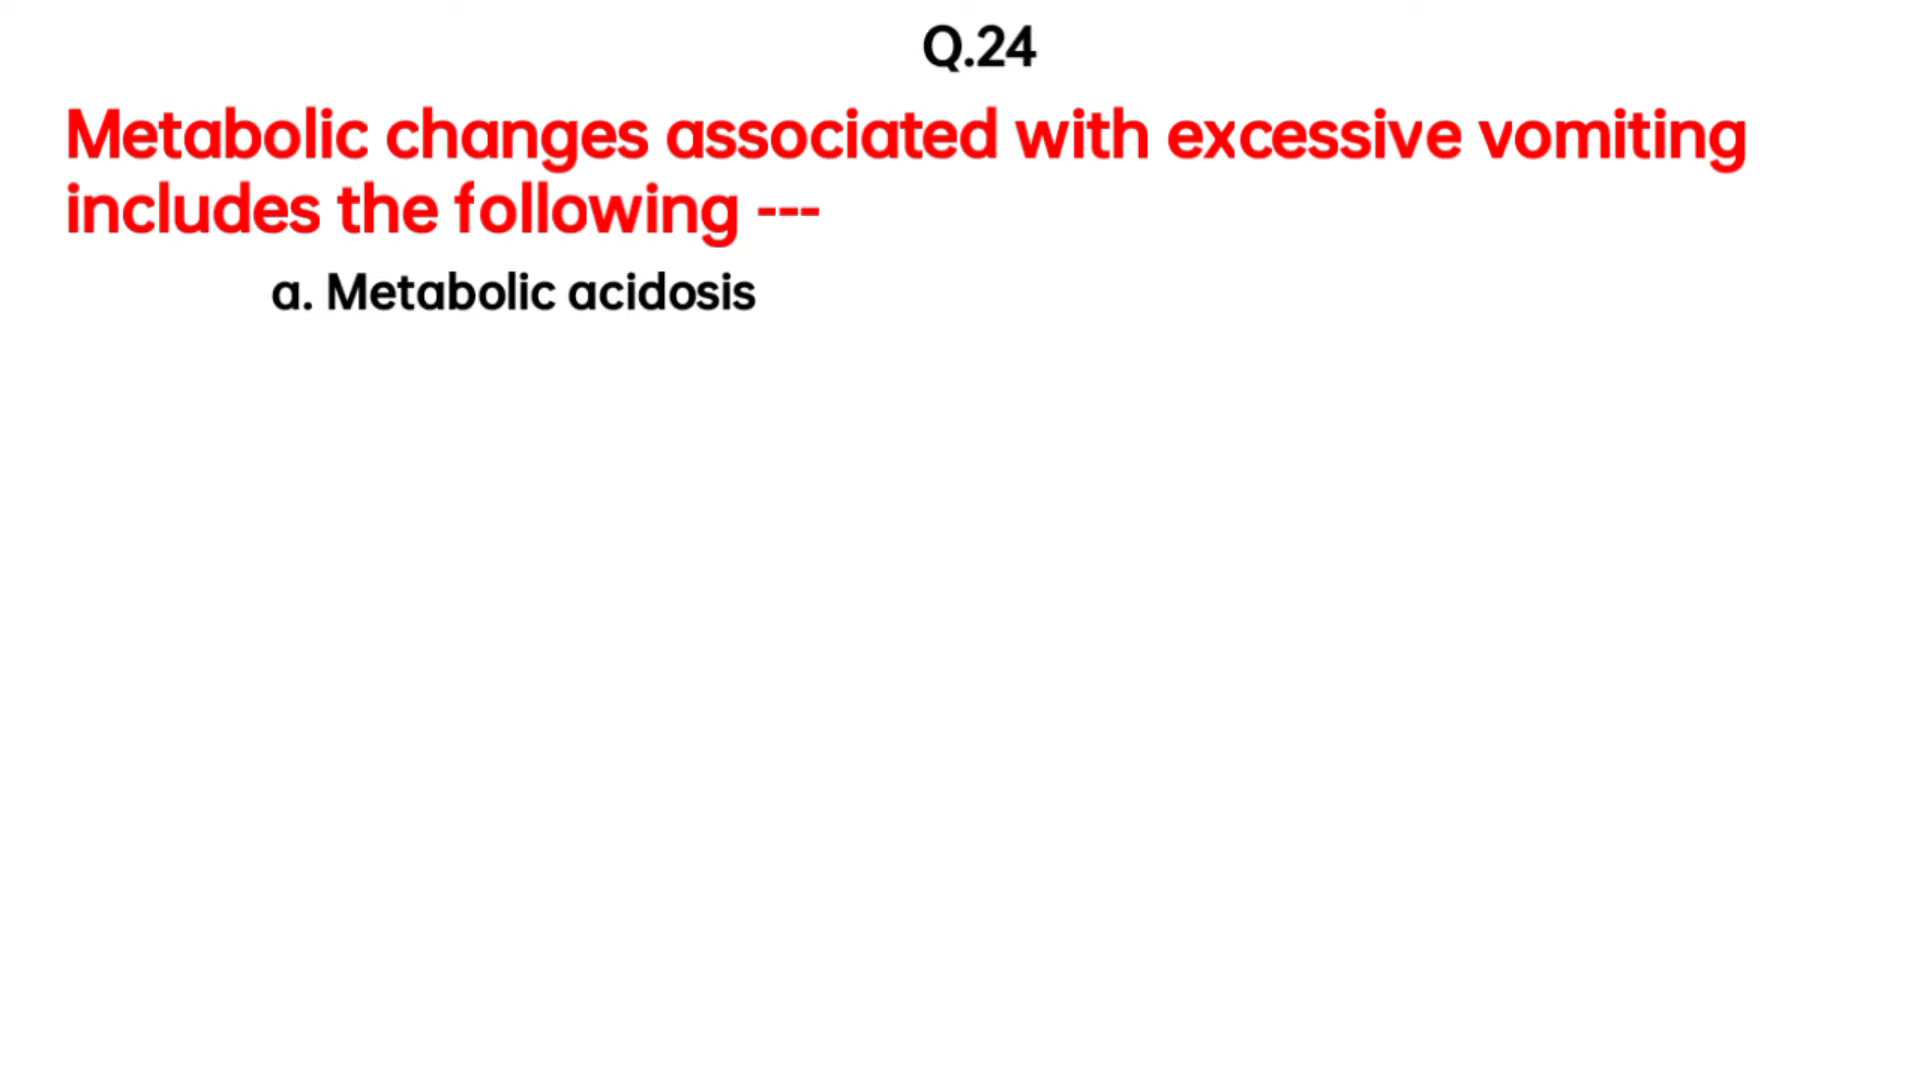 Q.24
Metabolic changes associated with excessive vomiting
includes the following ---
a. Metabolic acidosis